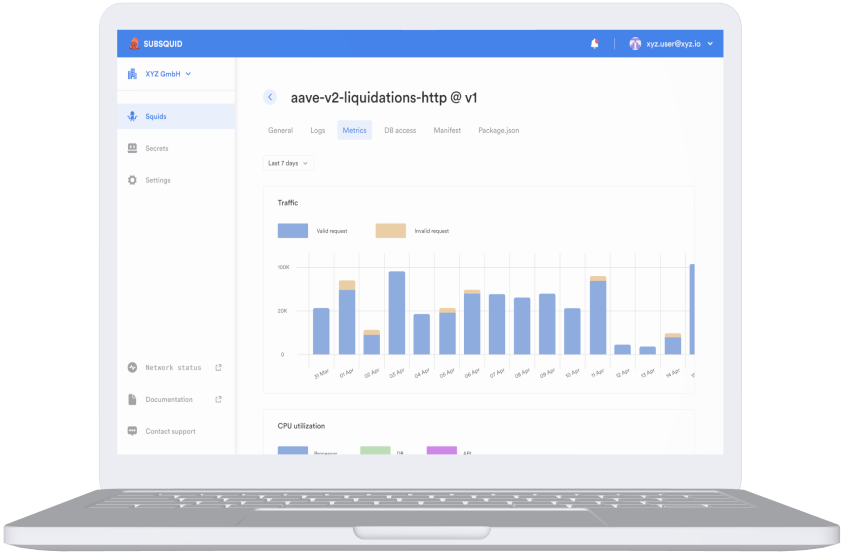 SUBSQUID
xyz.user@xyz.io
XYZ GmbH
aave-v2-liquidations-http @ v1
Squids
General Logs Metrics DB access Manifest Package.json
Secrets
Last 7 days
Settings
Traffic
Valid request Invalid request
100K
20K
0
31 Mar 01 Apr 02 Apr 03 Apr 04 Apr 05 Apr 06 Apr 07 Apr 08 Apr 09 Apr 10 Apr 11 Apr 12 Apr 13 Apr 14 Apr
Network status
Documentation
Contact support
CPU utilization
Processor DB API